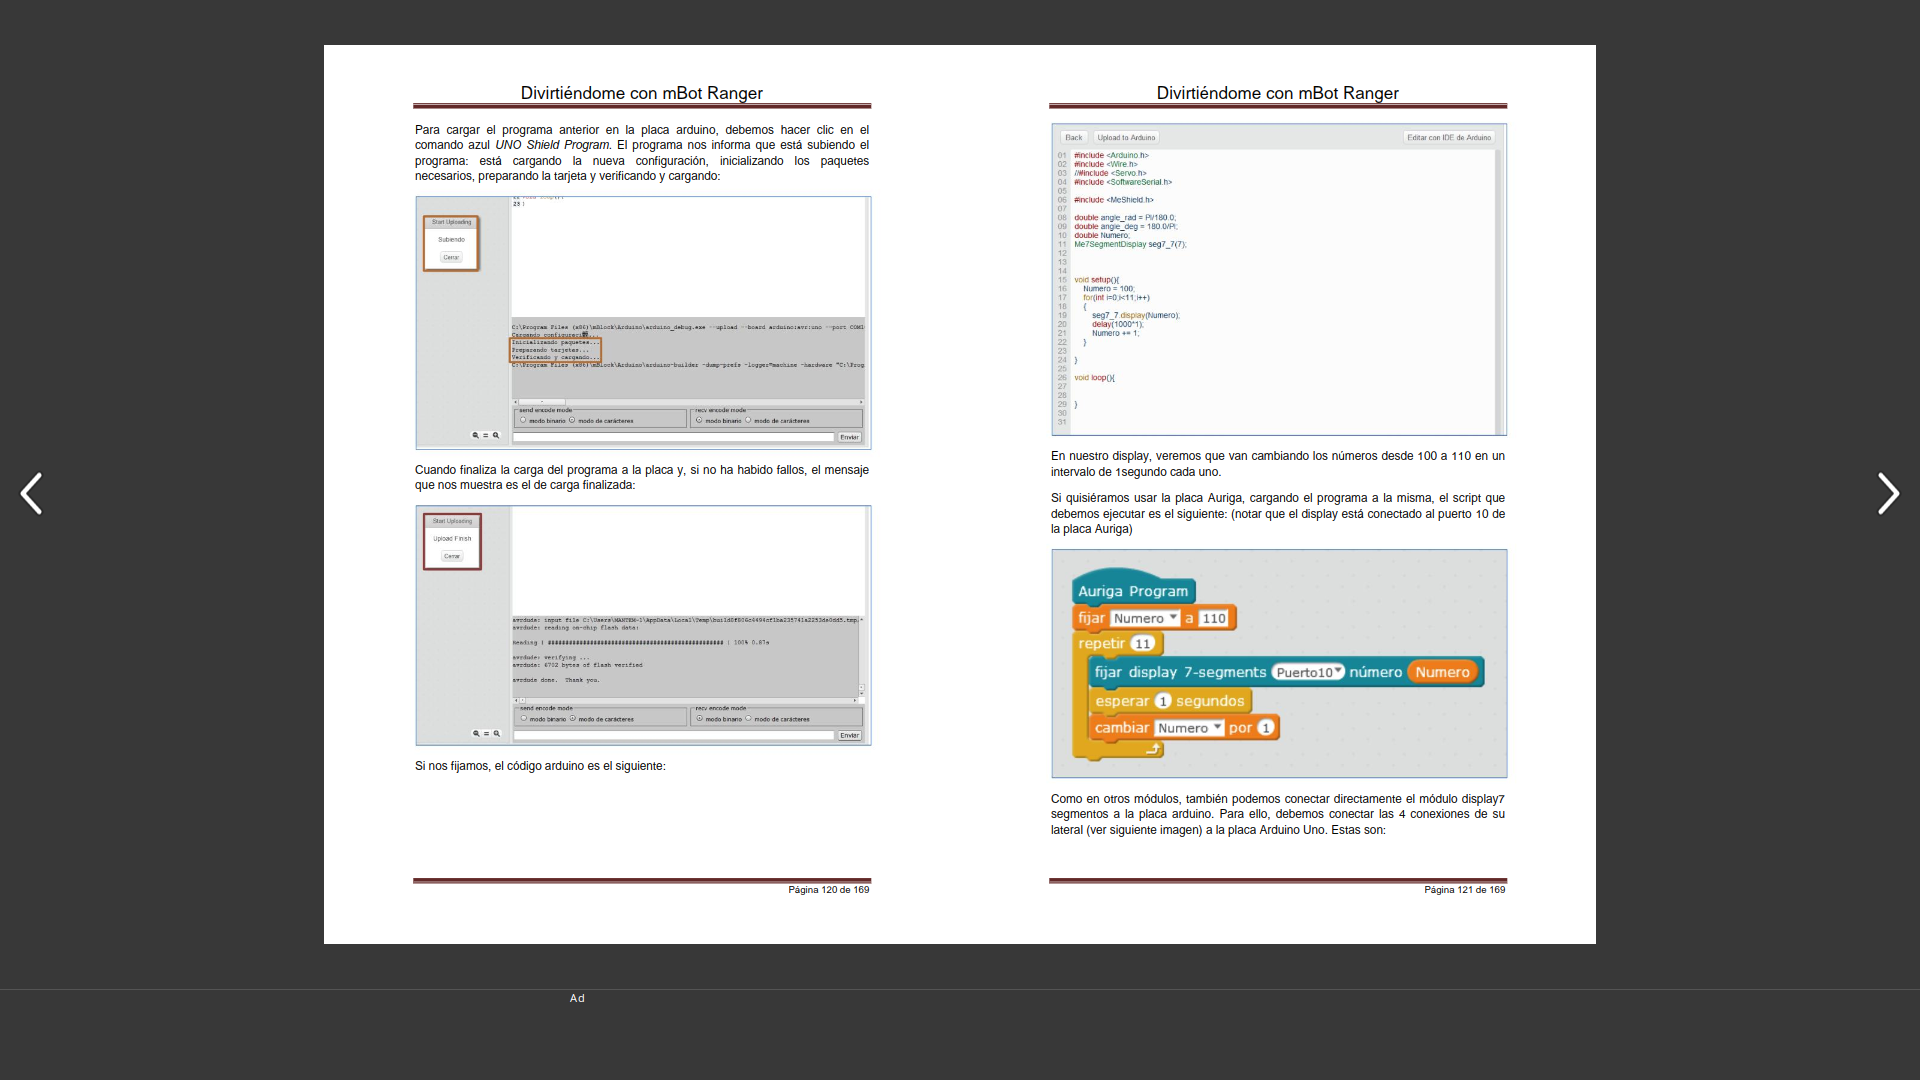 Divirtiéndome con mBot Ranger
Para cargar el programa anterior en la placa arduino, debemos hacer clic en el
comando azul UNO Shield Program. El programa nos informa que está subiendo el
programa: está cargando la nueva configuración, inicializando los paquetes
necesarios, preparando la tarjeta y verificando y cargando:
23 }
Start Uploading
Subiendo
Cerrar
C:\Program Files (x86)\mBlock\Arduino\arduino_debug.exe --upload --board arduino:avr:uno --port COM1
Cargando
Inicializando paquetes...
Preparando tarjetas...
Verificando y cargando...
C:\Program Files (x86)\mBlock\Arduino\arduino-builder -dump-prefs -logger=machine -hardware "C:\Prog
send encode mode
modo binario modo de carácteres
recv encode mode
modo binario modo de carácteres
Enviar
Cuando finaliza la carga del programa a la placa y, si no ha habido fallos, el mensaje
que nos muestra es el de carga finalizada:
Start Uploading
Upload Finish
Cerrar
avrdude: input file
avrdude: reading on-chip flash data:
Reading | ################################################## | 100% 0.87s
avrdude: verifying ...
avrdude: 6702 bytes of flash verified
avrdude done.  Thank you.
send encode mode
modo binario modo de carácteres
recv encode mode
modo binario modo de carácteres
Enviar
Si nos fijamos, el código arduino es el siguiente:
Página 120 de 169
Divirtiéndome con mBot Ranger
Back Upload to Arduino Editar con IDE de Arduino
01 #include <Arduino.h>
02 #include <Wire.h>
03 //#include <Servo.h>
04 #include <SoftwareSerial.h>
05
06 #include <MeShield.h>
07
08 double angle_rad = PI/180.0;
09 double angle_deg = 180.0/PI;
10 double Numero;
11 Me7SegmentDisplay seg7_7(7);
12
13
14
15 void setup(){
16 Numero = 100;
17 for(int i=0;i<11;i++)
18 {
19 seg7_7.display(Numero);
20 delay(1000*1);
21 Numero += 1;
22 }
23
24 }
25
26 void loop(){
27
28
29 }
30
31
En nuestro display, veremos que van cambiando los números desde 100 a 110 en un
intervalo de 1segundo cada uno.
Si quisiéramos usar la placa Auriga, cargando el programa a la misma, el script que
debemos ejecutar es el siguiente: (notar que el display está conectado al puerto 10 de
la placa Auriga)
Auriga Program
fijar Numero a 110
repetir 11
fijar display 7-segments Puerto10 número Numero
esperar 1 segundos
cambiar Numero por 1
Como en otros módulos, también podemos conectar directamente el módulo display7
segmentos a la placa arduino. Para ello, debemos conectar las 4 conexiones de su
lateral (ver siguiente imagen) a la placa Arduino Uno. Estas son:
Página 121 de 169
Ad